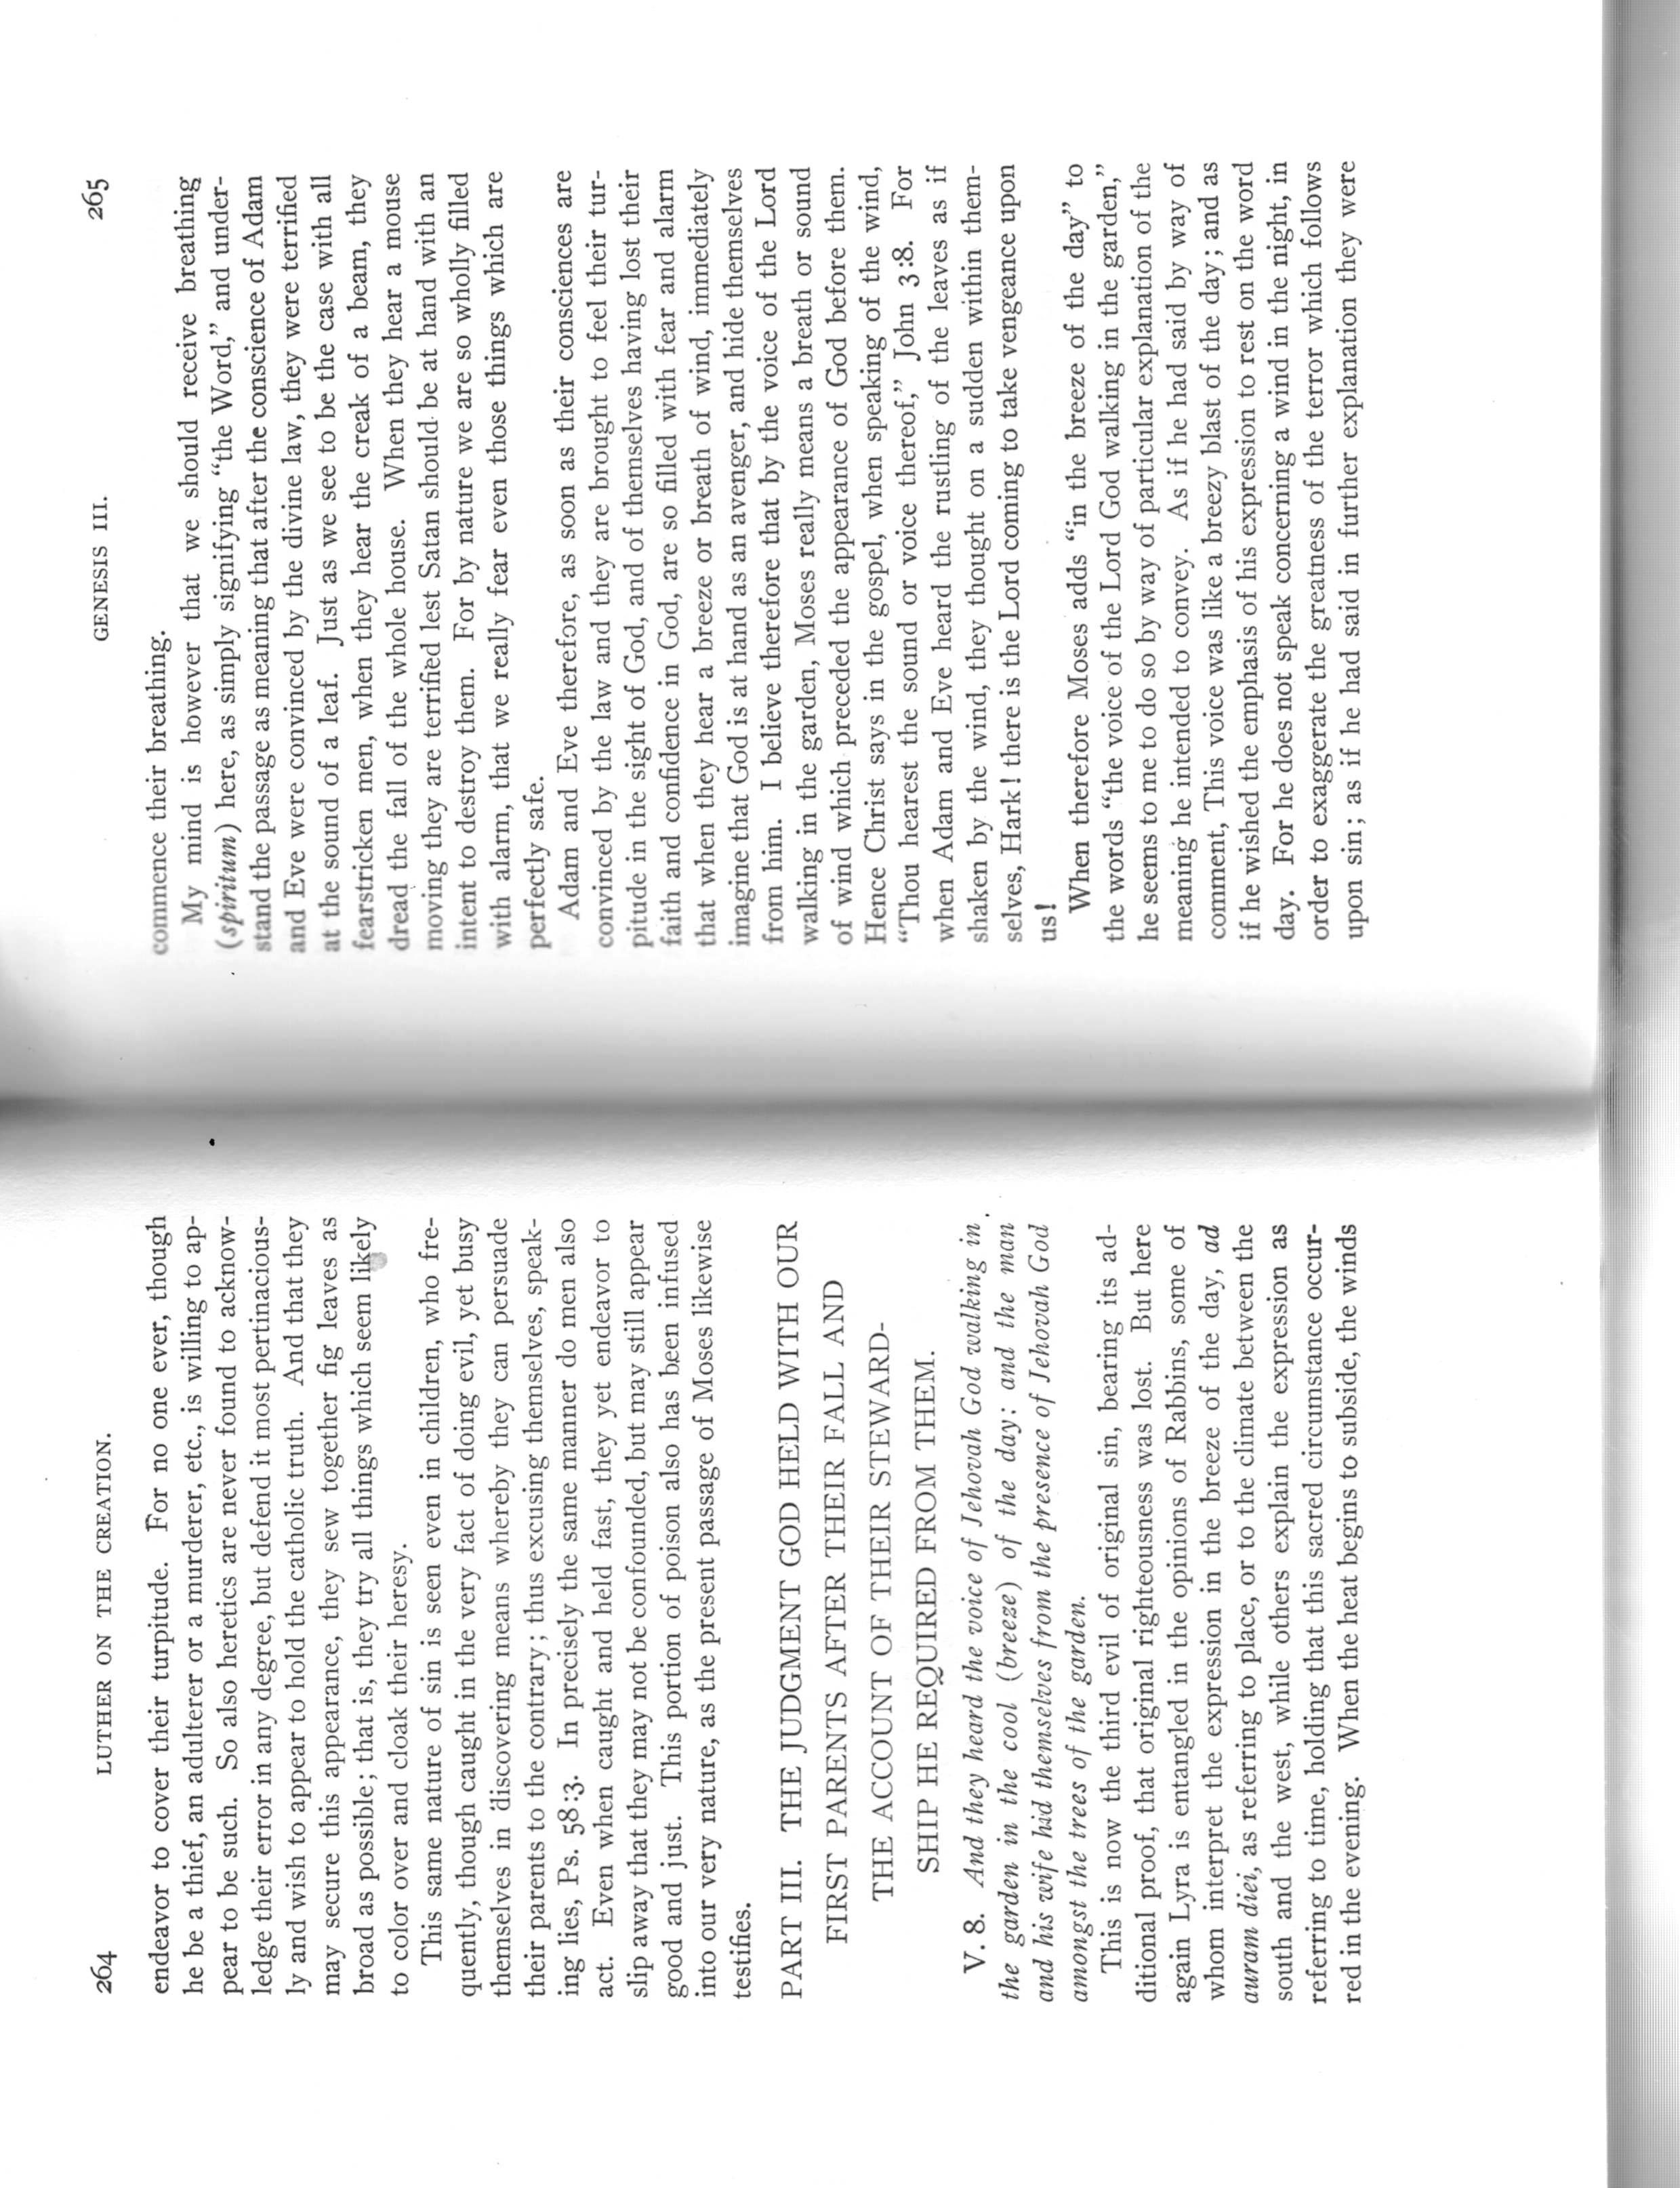 264 LUTHER ON THE CREATION.
endeavor to cover their turpitude. For no one ever, though
he be a thief, an adulterer or a murderer, etc., is willing to ap-
pear to be such. So also heretics are never found to acknow-
ledge their error in any degree, but defend it most pertinacious-
ly and wish to appear to hold the catholic truth. And that they
may secure this appearance, they sew together fig leaves as
broad as possible; that is, they try all things which seem likely
to color over and cloak their heresy.
This same nature of sin is seen even in children, who fre-
quently, though caught in the very fact of doing evil, yet busy
themselves in discovering means whereby they can persuade
their parents to the contrary; thus excusing themselves, speak-
ing lies, Ps. 58:3. In precisely the same manner do men also
act. Even when caught and held fast, they yet endeavor to
slip away that they may not be confounded, but may still appear
good and just. This portion of poison also has been infused
into our very nature, as the present passage of Moses likewise
testifies.
PART III. THE JUDGMENT GOD HELD WITH OUR
FIRST PARENTS AFTER THEIR FALL AND
THE ACCOUNT OF THEIR STEWARD-
SHIP HE REQUIRED FROM THEM.
V. 8. And they heard the voice of Jehovah God walking in
the garden in the cool (breeze) of the day: and the man
and his wife hid themselves from the presence of Jehovah God
amongst the trees of the garden.
This is now the third evil of original sin, bearing its ad-
ditional proof, that original righteousness was lost. But here
again Lyra is entangled in the opinions of Rabbins, some of
whom interpret the expression in the breeze of the day, ad
auram diei, as referring to place, or to the climate between the
south and the west, while others explain the expression as
referring to time, holding that this sacred circumstance occur-
red in the evening. When the heat begins to subside, the winds
GENESIS III. 265
commence their breathing.
My mind is however that we should receive breathing
(spiritum) here, as simply signifying “the Word,” and under-
stand the passage as meaning that after the conscience of Adam
and Eve were convinced by the divine law, they were terrified
at the sound of a leaf. Just as we see to be the case with all
fearstricken men, when they hear the creak of a beam, they
dread the fall of the whole house. When they hear a mouse
moving they are terrified lest Satan should be at hand with an
intent to destroy them. For by nature we are so wholly filled
with alarm, that we really fear even those things which are
perfectly safe.
Adam and Eve therefore, as soon as their consciences are
convinced by the law and they are brought to feel their tur-
pitude in the sight of God, and of themselves having lost their
faith and confidence in God, are so filled with fear and alarm
that when they hear a breeze or breath of wind, immediately
imagine that God is at hand as an avenger, and hide themselves
from him. I believe therefore that by the voice of the Lord
walking in the garden, Moses really means a breath or sound
of wind which preceded the appearance of God before them.
Hence Christ says in the gospel, when speaking of the wind,
“Thou hearest the sound or voice thereof,” John 3:8. For
when Adam and Eve heard the rustling of the leaves as if
shaken by the wind, they thought on a sudden within them-
selves, Hark! there is the Lord coming to take vengeance upon
us!
When therefore Moses adds “in the breeze of the day” to
the words “the voice of the Lord God walking in the garden,”
he seems to me to do so by way of particular explanation of the
meaning he intended to convey. As if he had said by way of
comment, This voice was like a breezy blast of the day; and as
if he wished the emphasis of his expression to rest on the word
day. For he does not speak concerning a wind in the night, in
order to exaggerate the greatness of the terror which follows
upon sin; as if he had said in further explanation they were